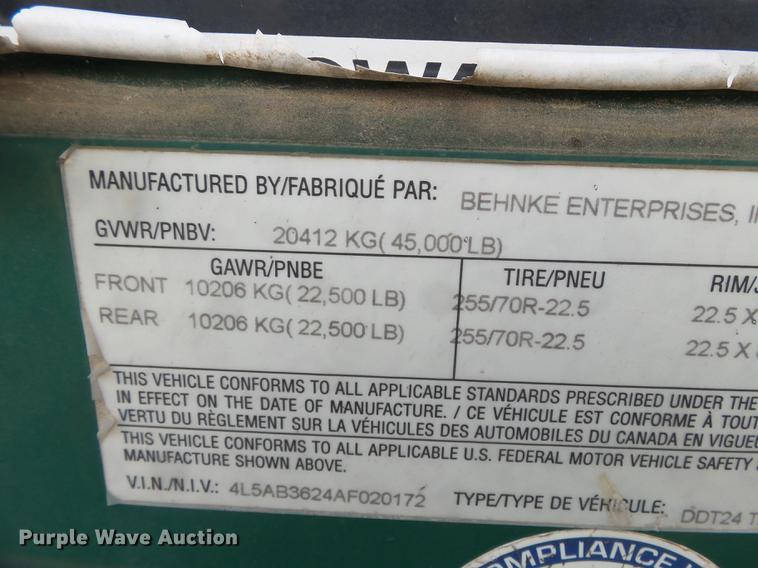 MANUFACTURED BY/FABRIQUÉ PAR: BEHNKE ENTERPRISES,
GVWR/PNBV: 20412 KG( 45,000 LB)
GAWR/PNBE TIRE/PNEU RIM/
FRONT 10206 KG( 22,500 LB) 255/70R-22.5 22.5 X
REAR 10206 KG( 22,500 LB) 255/70R-22.5 22.5 X
THIS VEHICLE CONFORMS TO ALL APPLICABLE STANDARDS PRESCRIBED UNDER THE
IN EFFECT ON THE DATE OF MANUFACTURE. / CE VÉHICULE EST CONFORME À TOUT
VERTU DU RÈGLEMENT SUR LA VÉHICULES DES AUTOMOBILES DU CANADA EN VIGUEU
THIS VEHICLE CONFORMS TO ALL APPLICABLE U.S. FEDERAL MOTOR VEHICLE SAFETY
MANUFACTURE SHOWN ABOVE.
V.I.N./N.I.V.: 4L5AB3624AF020172 TYPE/TYPE DE VÉHICULE: DDT24
COMPLIANCE
Purple Wave Auction